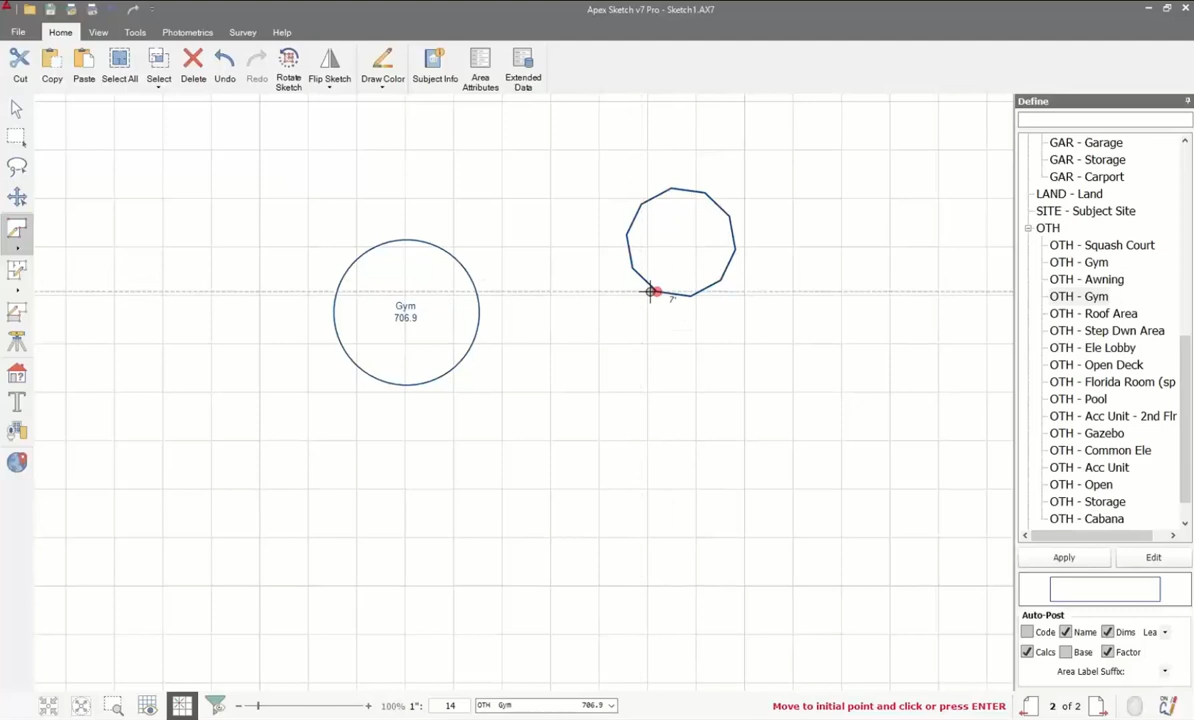 Apex Sketch v7 Pro - Sketch1.AX7
File Home View Tools Photometrics Survey Help
Cut Copy Paste Select All Select Delete Undo Redo Rotate Sketch Flip Sketch Draw Color Subject Info Area Attributes Extended Data
Define
GAR - Garage
GAR - Storage
GAR - Carport
LAND - Land
SITE - Subject Site
OTH
OTH - Squash Court
OTH - Gym
OTH - Awning
OTH - Gym
OTH - Roof Area
OTH - Step Dwn Area
OTH - Ele Lobby
OTH - Open Deck
OTH - Florida Room (sp
OTH - Pool
OTH - Acc Unit - 2nd Flr
OTH - Gazebo
OTH - Common Ele
OTH - Acc Unit
OTH - Open
OTH - Storage
OTH - Cabana
Apply Edit
Auto-Post
Code Name Dims Lea
Calcs Base Factor
Area Label Suffix:
Gym
706.9
7'
100% 1": 14 OTH Gym 706.9 Move to initial point and click or press ENTER 2 of 2